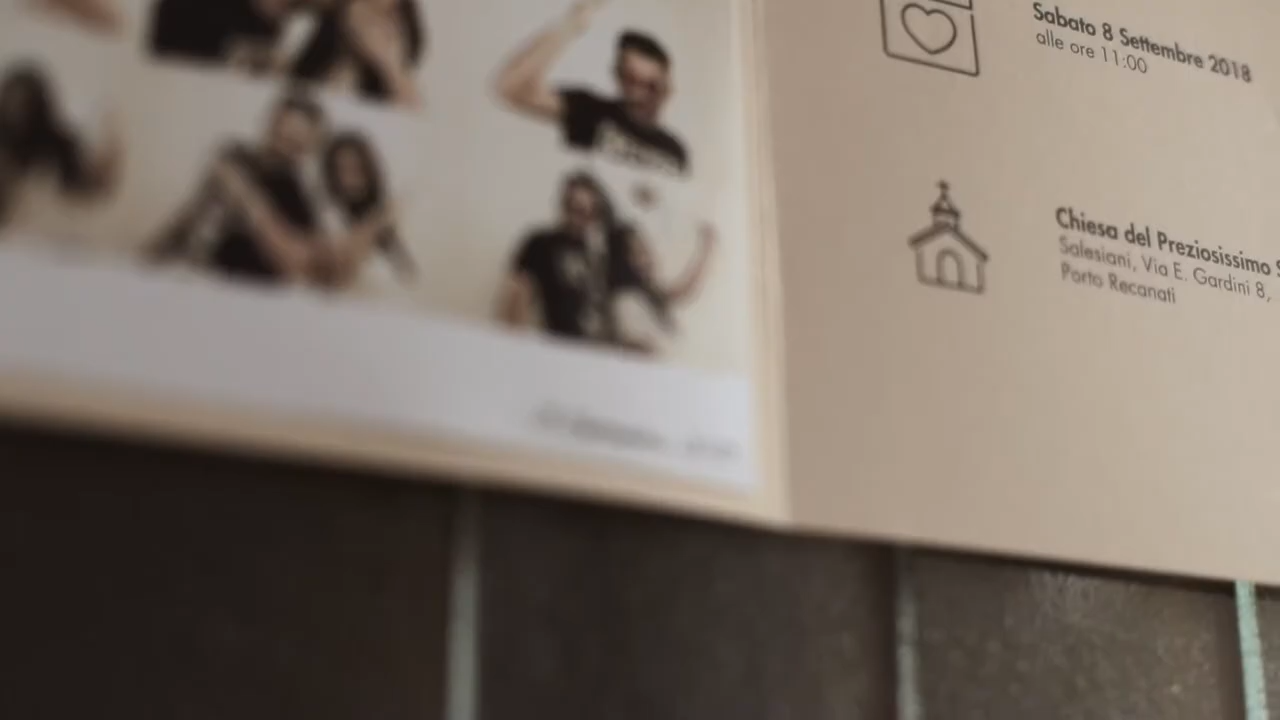 Sabato 8 Settembre 2018
alle ore 11:00
Chiesa del Preziosissimo
Salesiani, Via E. Gardini 8,
Porto Recanati